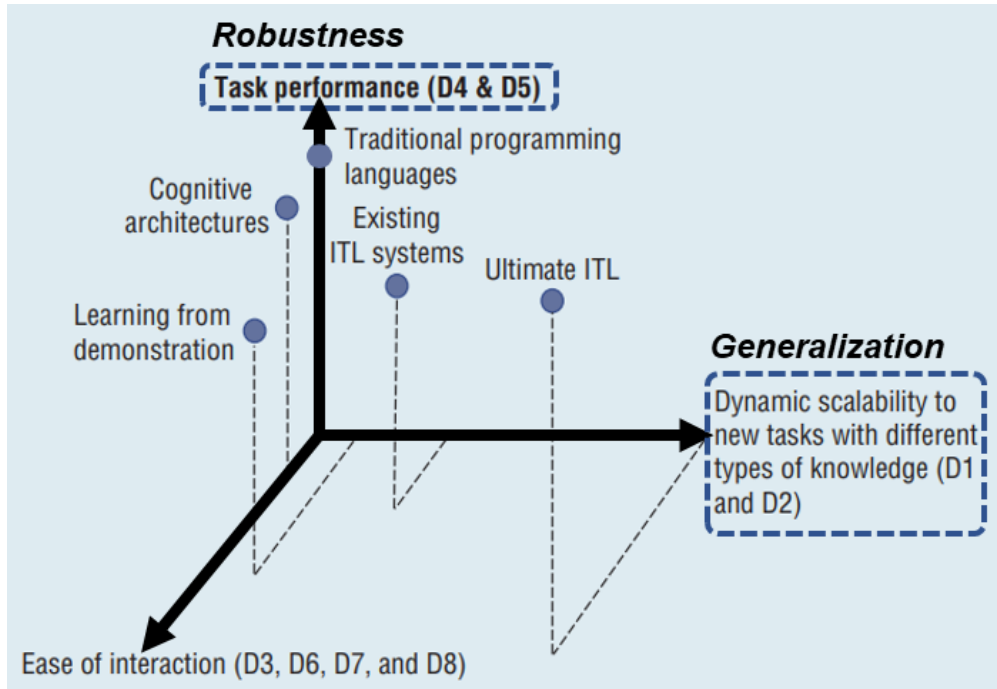 Robustness
Task performance (D4 & D5)
Traditional programming
languages
Cognitive
architectures
Existing
ITL systems
Ultimate ITL
Learning from
demonstration
Generalization
Dynamic scalability to
new tasks with different
types of knowledge (D1
and D2)
Ease of interaction (D3, D6, D7, and D8)